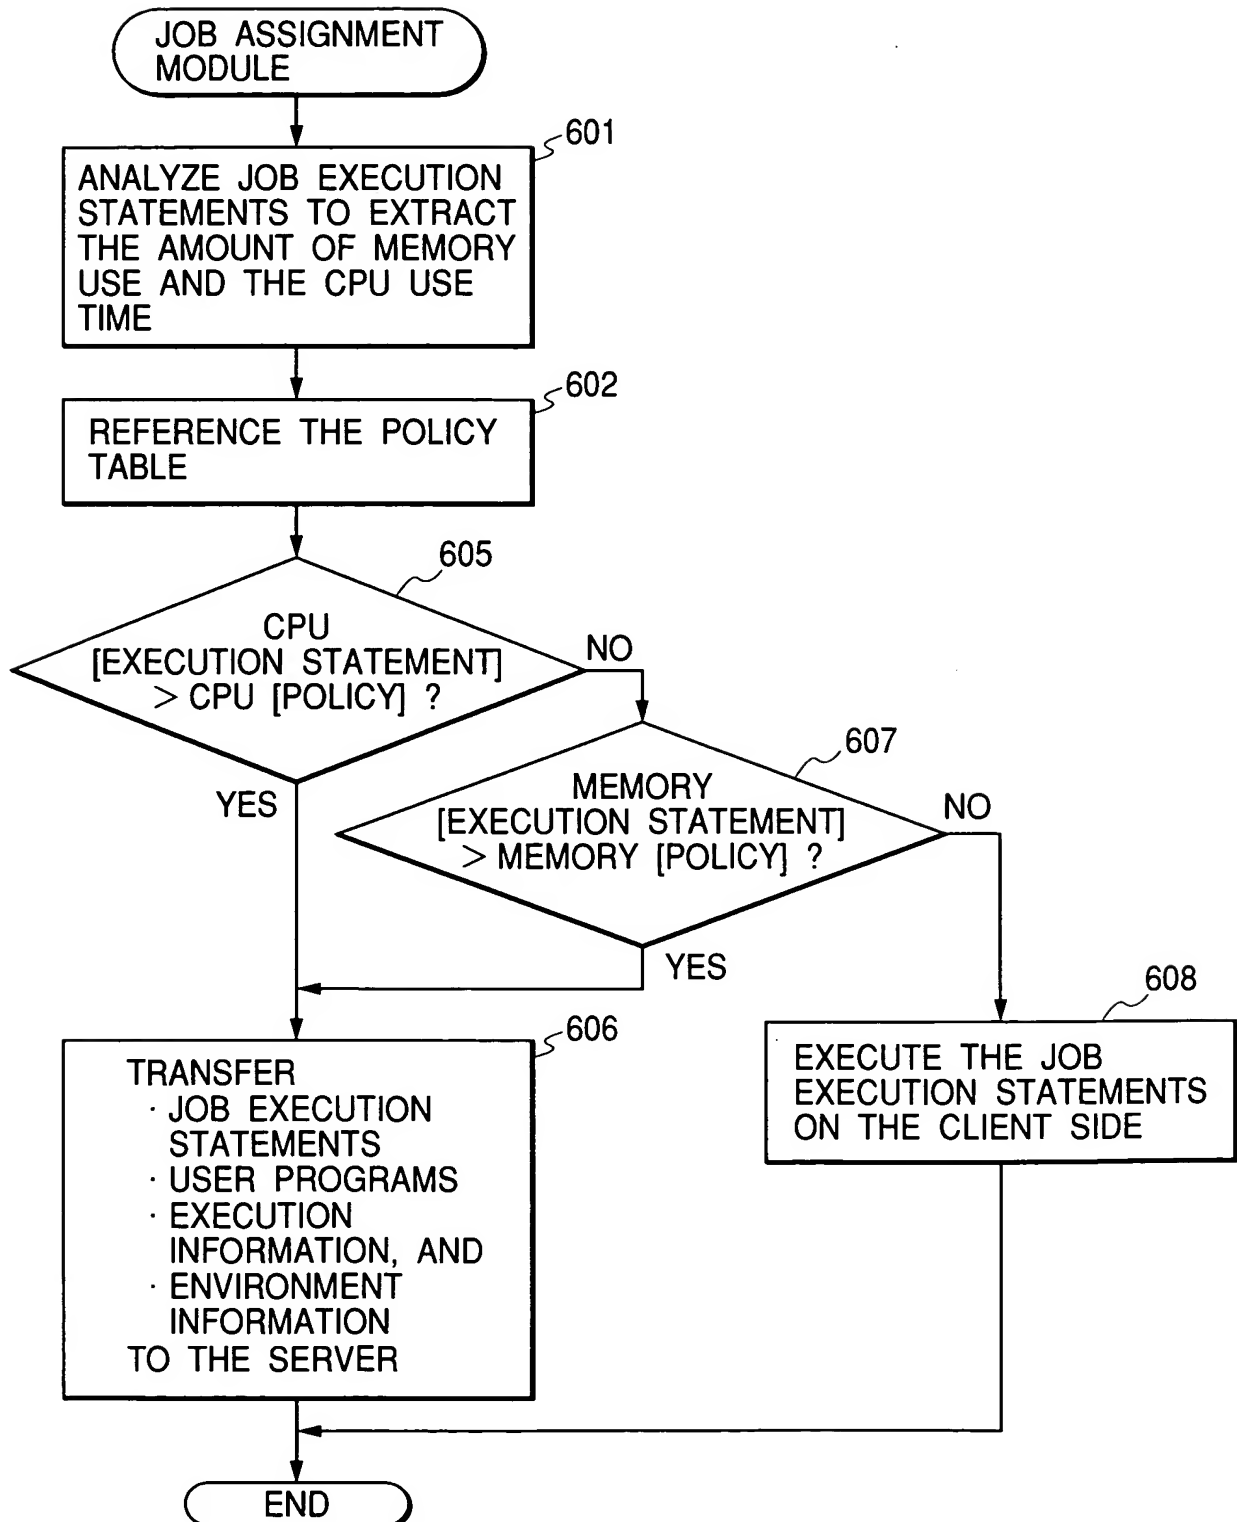 JOB ASSIGNMENT
MODULE
601
ANALYZE JOB EXECUTION
STATEMENTS TO EXTRACT
THE AMOUNT OF MEMORY
USE AND THE CPU USE
TIME
602
REFERENCE THE POLICY
TABLE
605
CPU
[EXECUTION STATEMENT]
> CPU [POLICY] ?
NO
YES
607
MEMORY
[EXECUTION STATEMENT]
> MEMORY [POLICY] ?
NO
YES
606
TRANSFER
· JOB EXECUTION
STATEMENTS
· USER PROGRAMS
· EXECUTION
INFORMATION, AND
· ENVIRONMENT
INFORMATION
TO THE SERVER
608
EXECUTE THE JOB
EXECUTION STATEMENTS
ON THE CLIENT SIDE
END